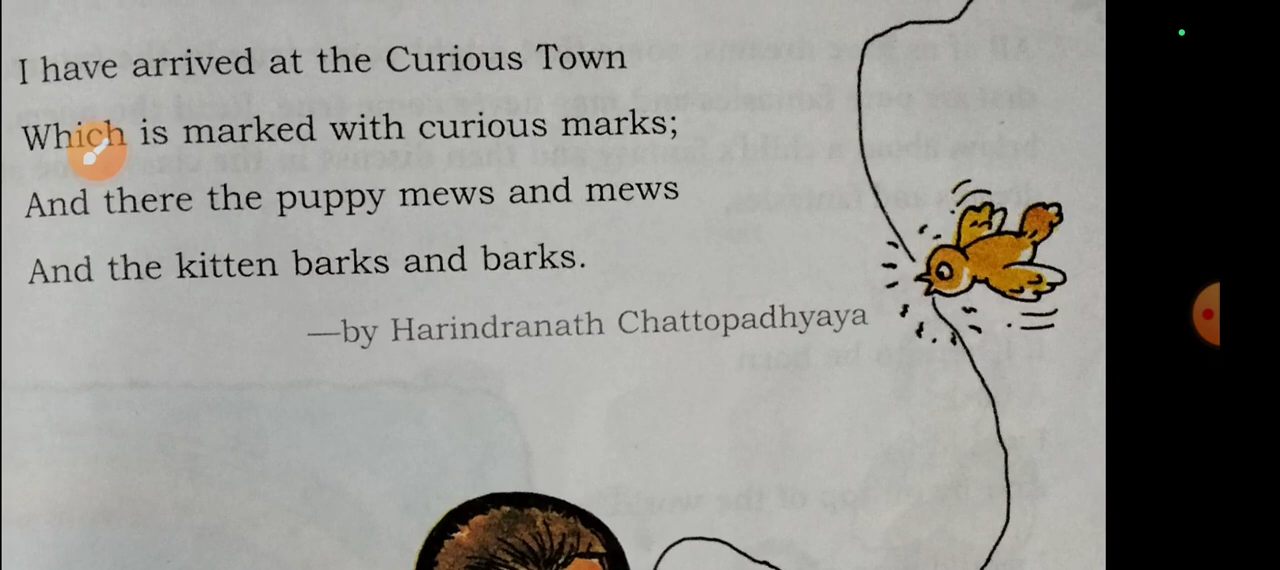 I have arrived at the Curious Town
Which is marked with curious marks;
And there the puppy mews and mews
And the kitten barks and barks.
—by Harindranath Chattopadhyaya